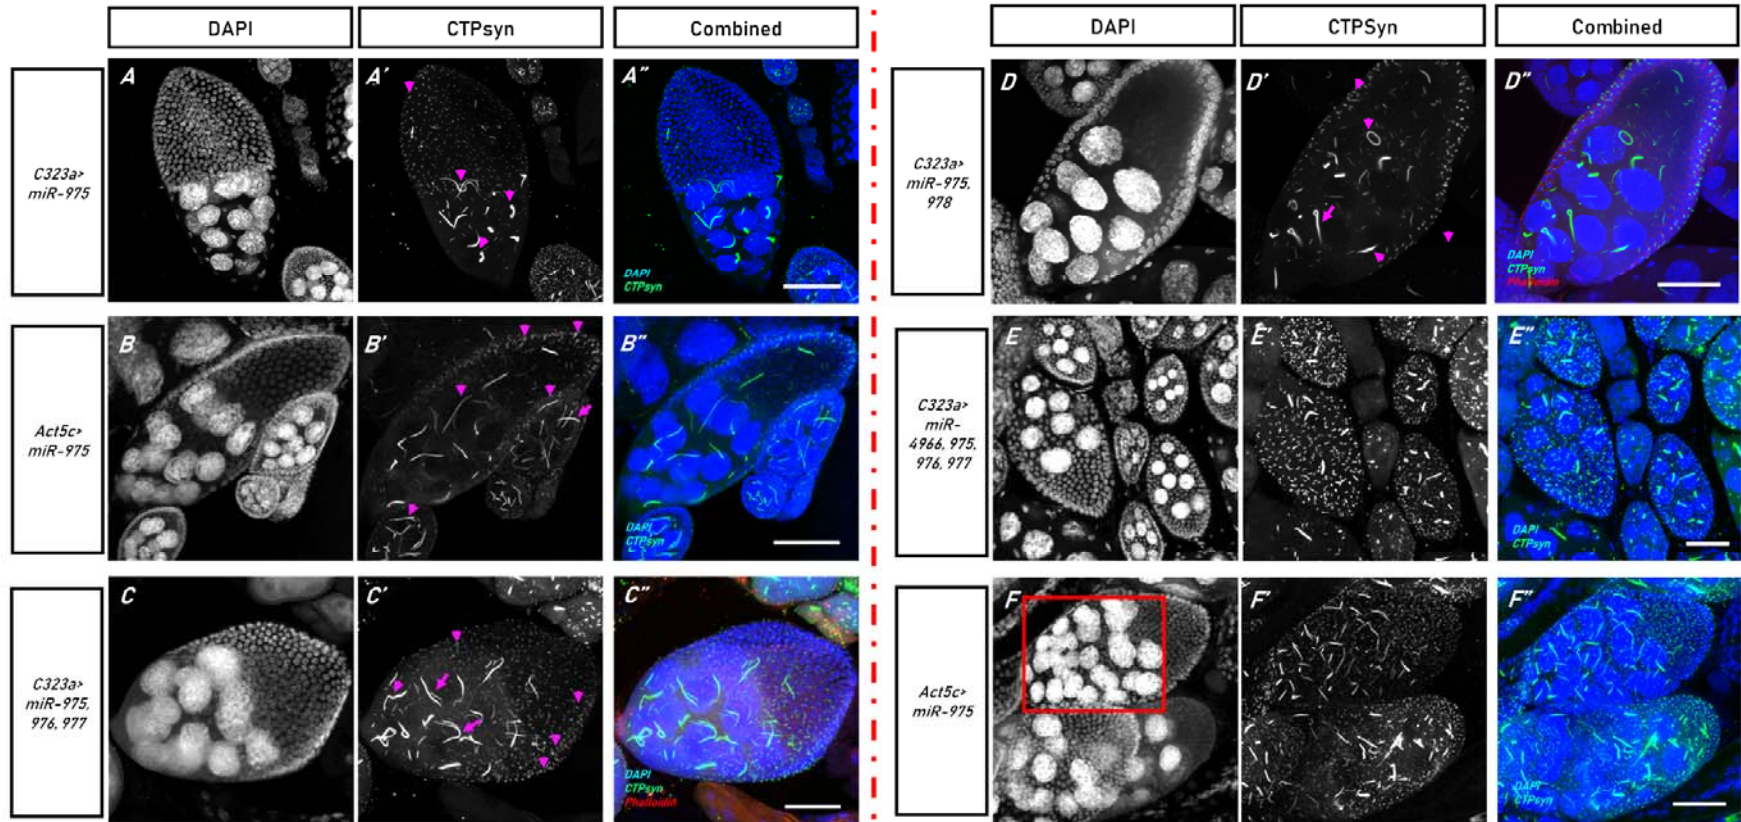 DAPI
CTPsyn
Combined
C323a>
miR-975
A
A'
A"
DAPI
CTPsyn
Act5c>
miR-975
B
B'
B"
DAPI
CTPsyn
C323a>
miR-975,
976, 977
C
C'
C"
DAPI
CTPsyn
Phalloidin
DAPI
CTPSyn
Combined
C323a>
miR-975,
978
D
D'
D"
DAPI
CTPsyn
Phalloidin
C323a>
miR-
4966, 975,
976, 977
E
E'
E"
DAPI
CTPsyn
Act5c>
miR-975
F
F'
F"
DAPI
CTPsyn